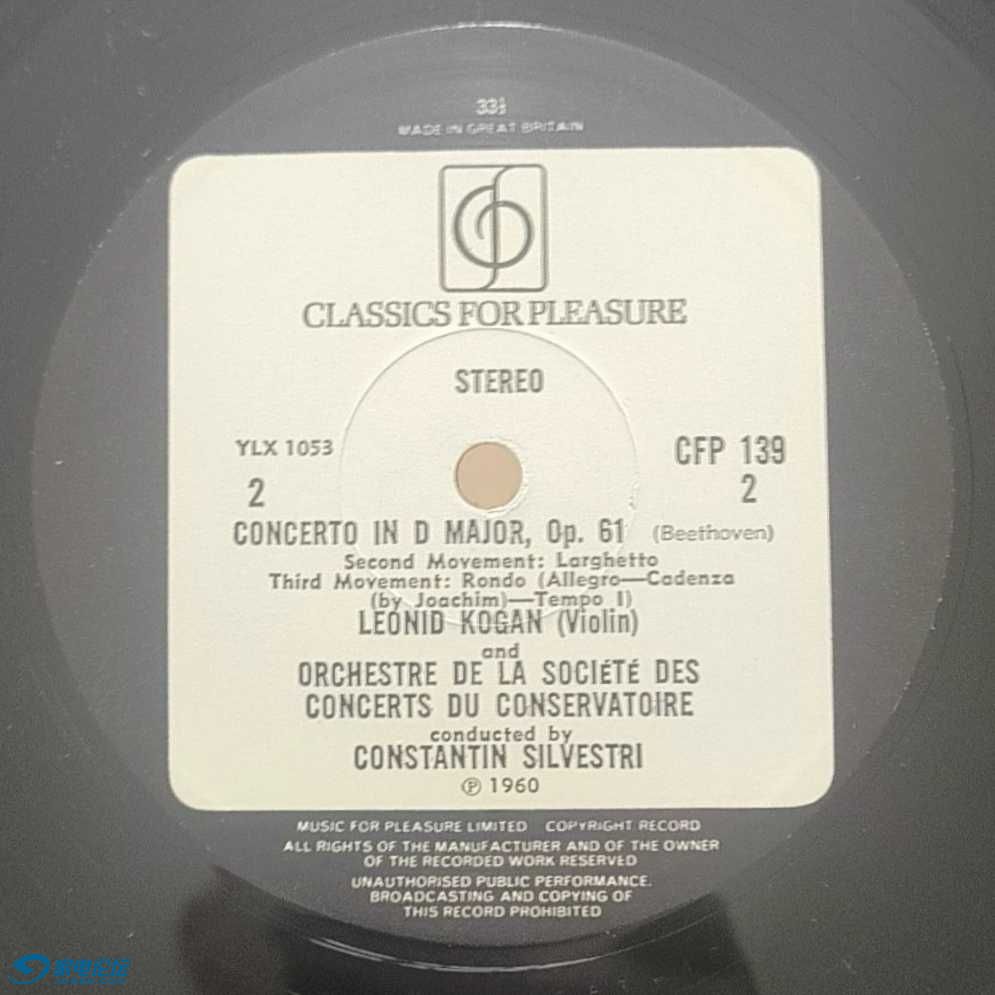 33⅓
MADE IN GREAT BRITAIN
CLASSICS FOR PLEASURE
STEREO
YLX 1053
CFP 139
2
2
CONCERTO IN D MAJOR, Op. 61 (Beethoven)
Second Movement: Larghetto
Third Movement: Rondo (Allegro—Cadenza
(by Joachim)—Tempo I)
LEONID KOGAN (Violin)
and
ORCHESTRE DE LA SOCIÉTÉ DES
CONCERTS DU CONSERVATOIRE
conducted by
CONSTANTIN SILVESTRI
℗ 1960
MUSIC FOR PLEASURE LIMITED COPYRIGHT RECORD
ALL RIGHTS OF THE MANUFACTURER AND OF THE OWNER
OF THE RECORDED WORK RESERVED
UNAUTHORISED PUBLIC PERFORMANCE.
BROADCASTING AND COPYING OF
THIS RECORD PROHIBITED